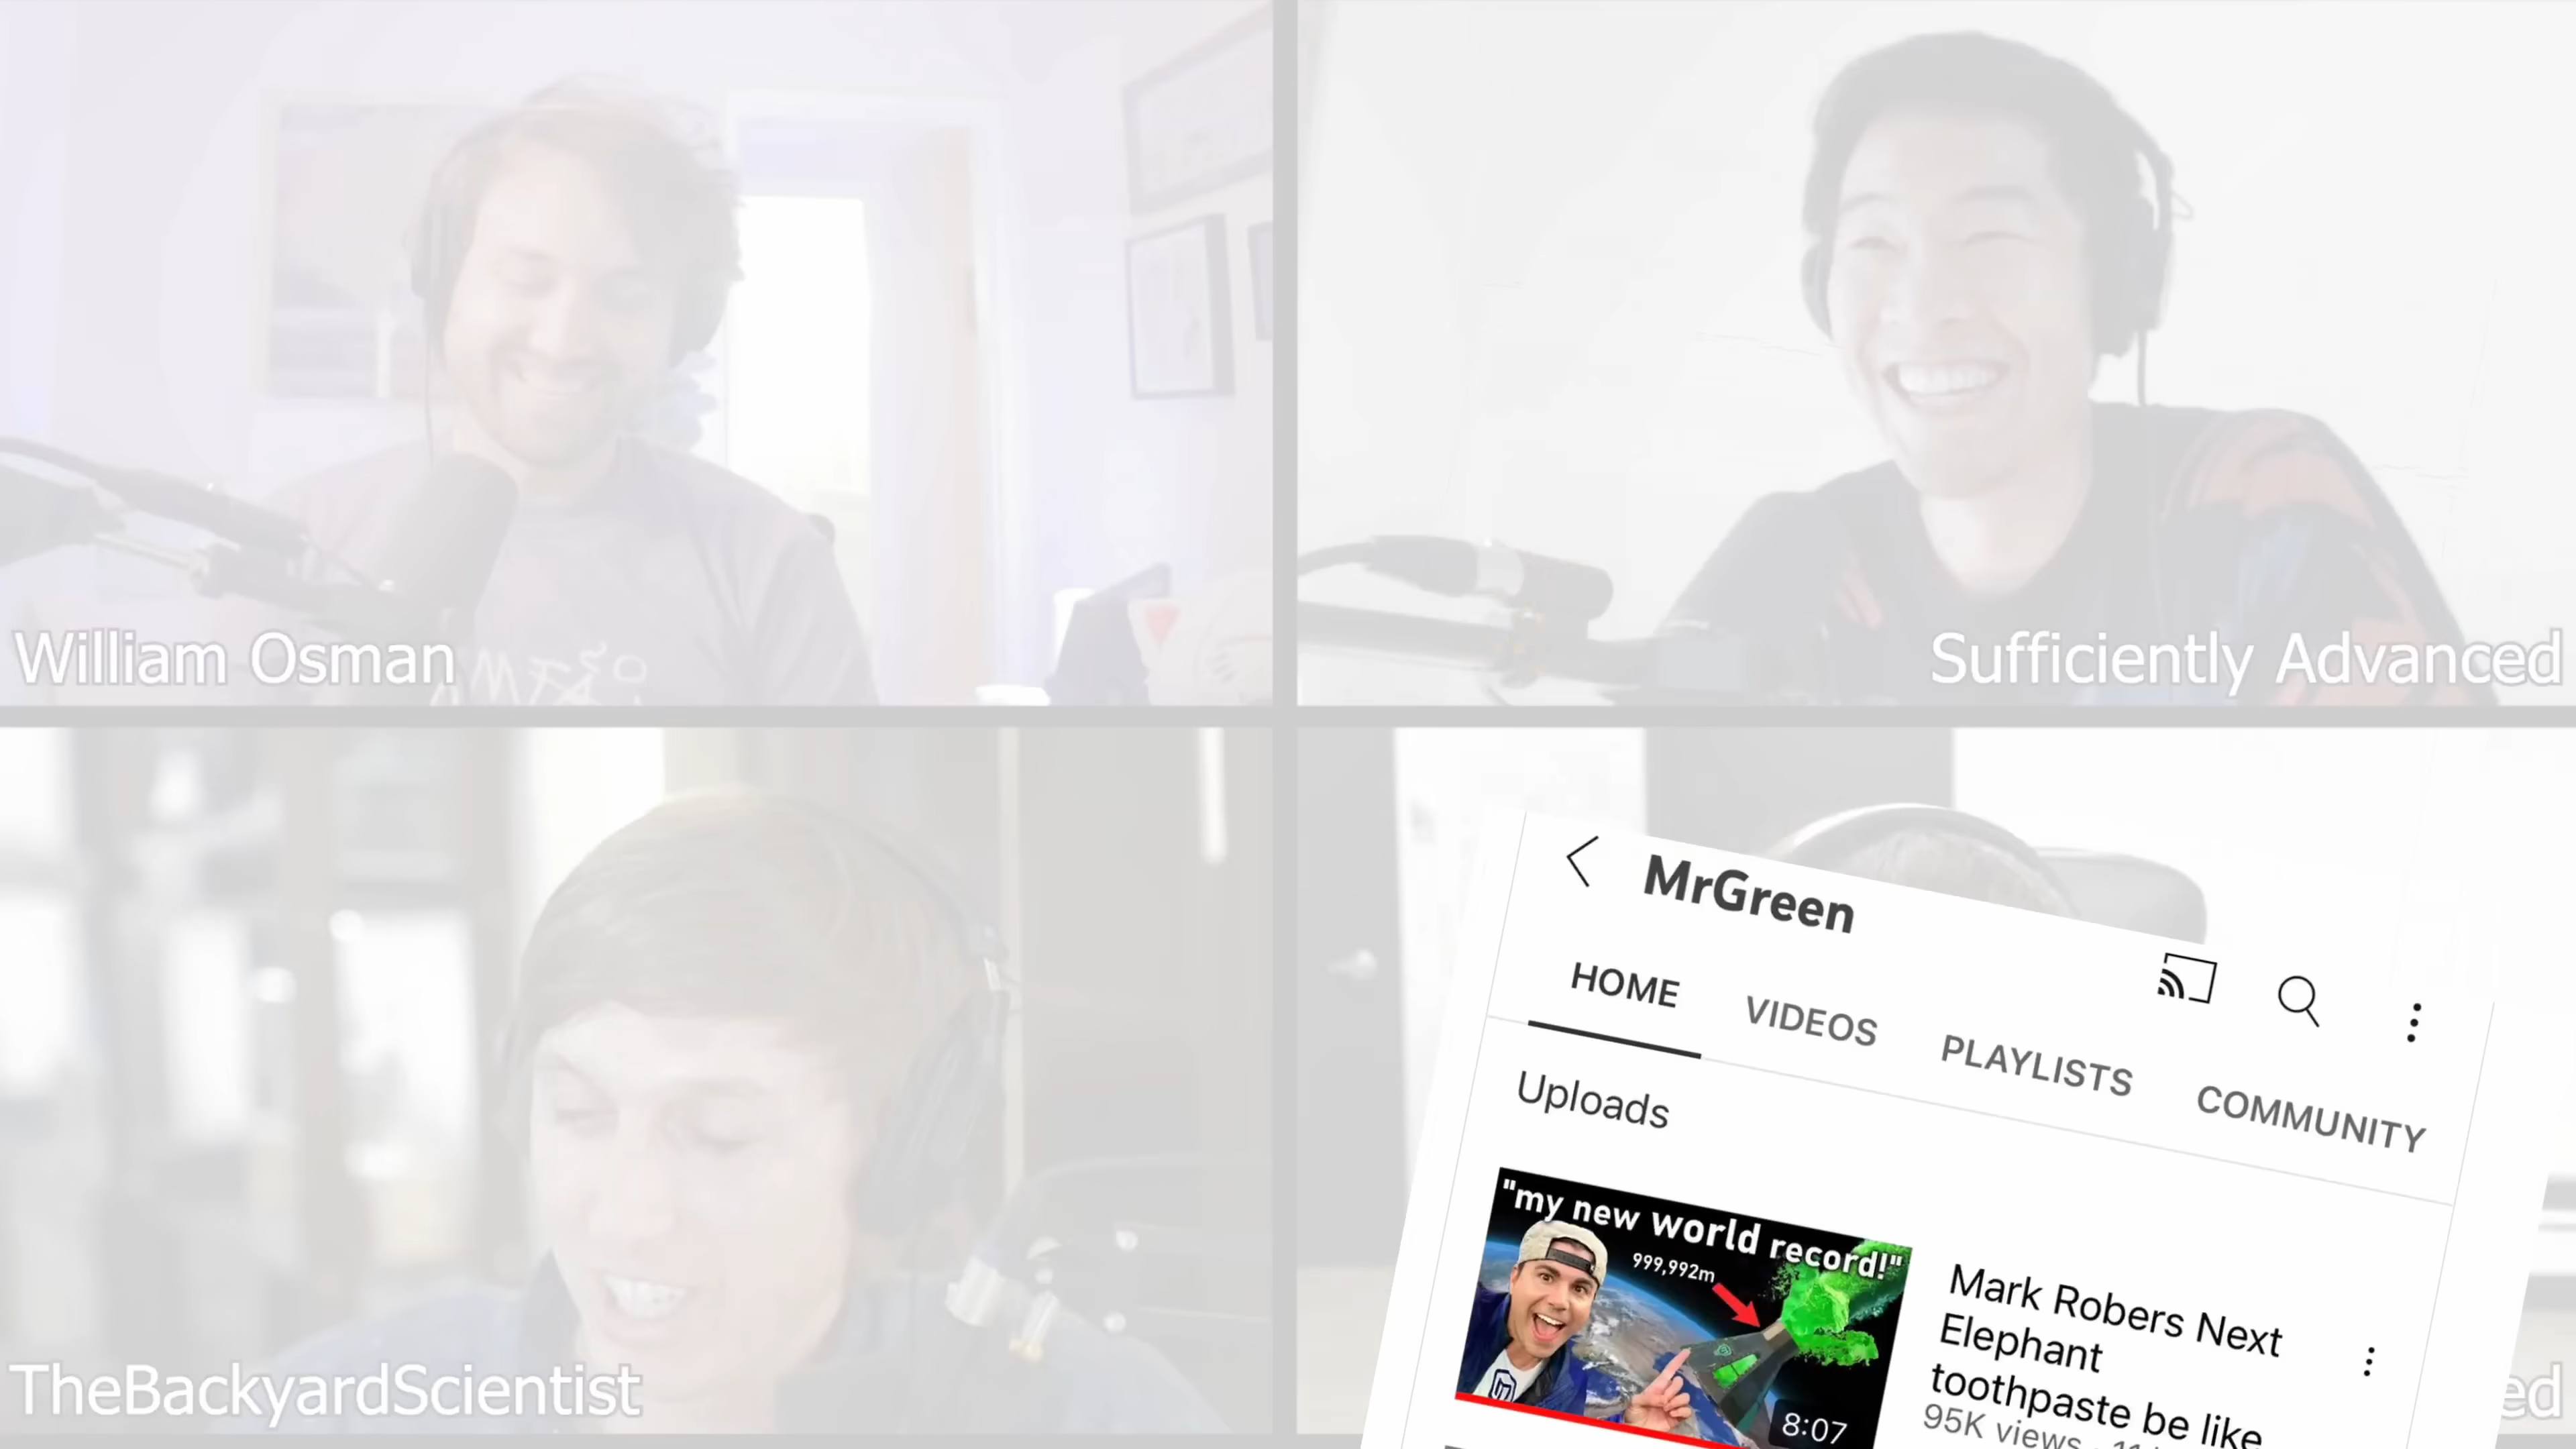 William Osman
Sufficiently Advanced
MrGreen
HOME
VIDEOS
PLAYLISTS
COMMUNITY
Uploads
"my new world record!"
999,992m
8:07
Mark Robers Next
Elephant
toothpaste be like
95K views
TheBackyardScientist
ed